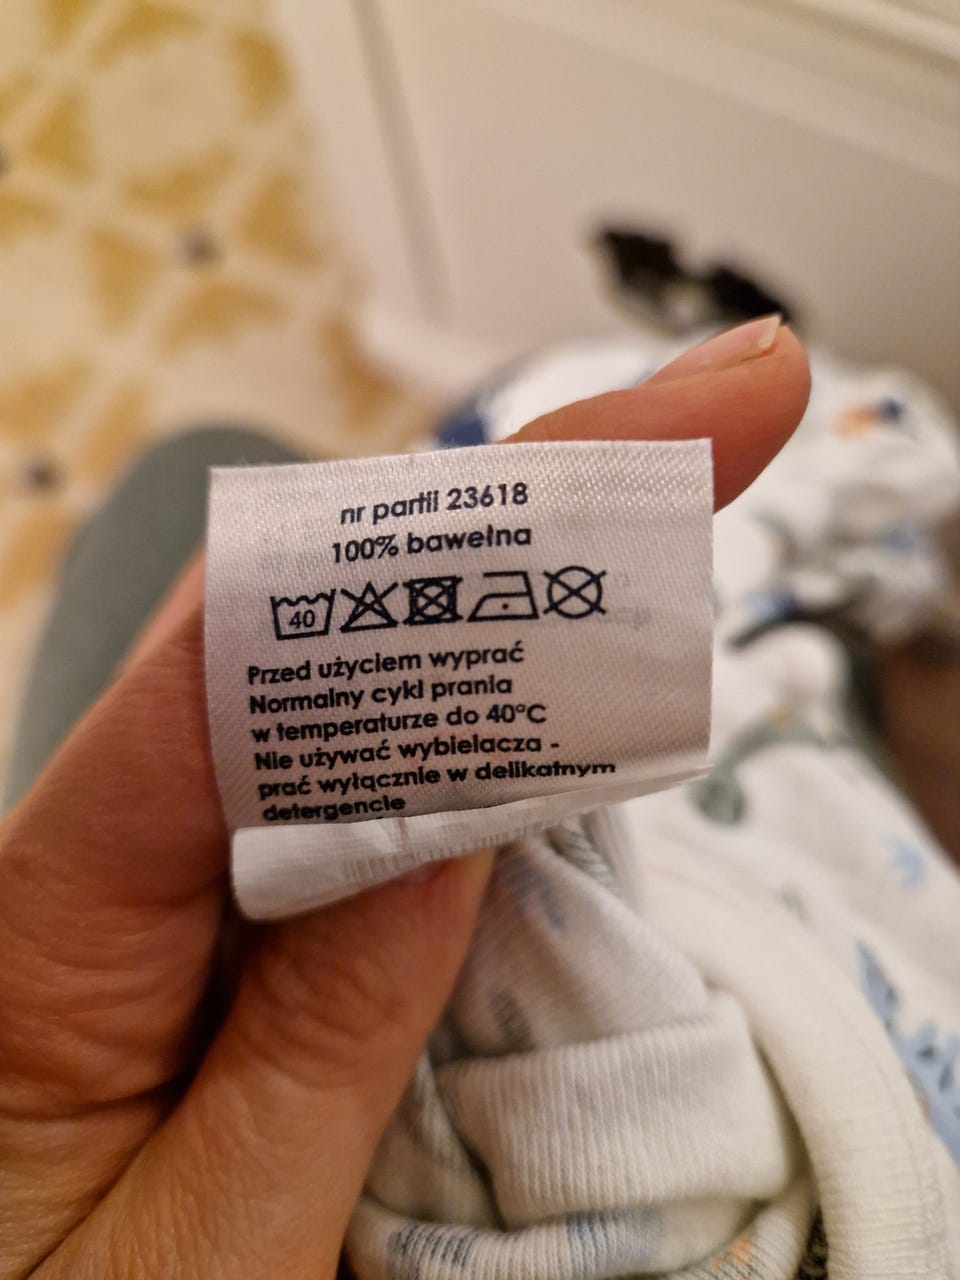 nr partii 23618
100% bawełna
40
Przed użyciem wyprać
Normalny cykl prania
w temperaturze do 40°C
Nie używać wybielacza -
prać wyłącznie w delikatnym
detergencie